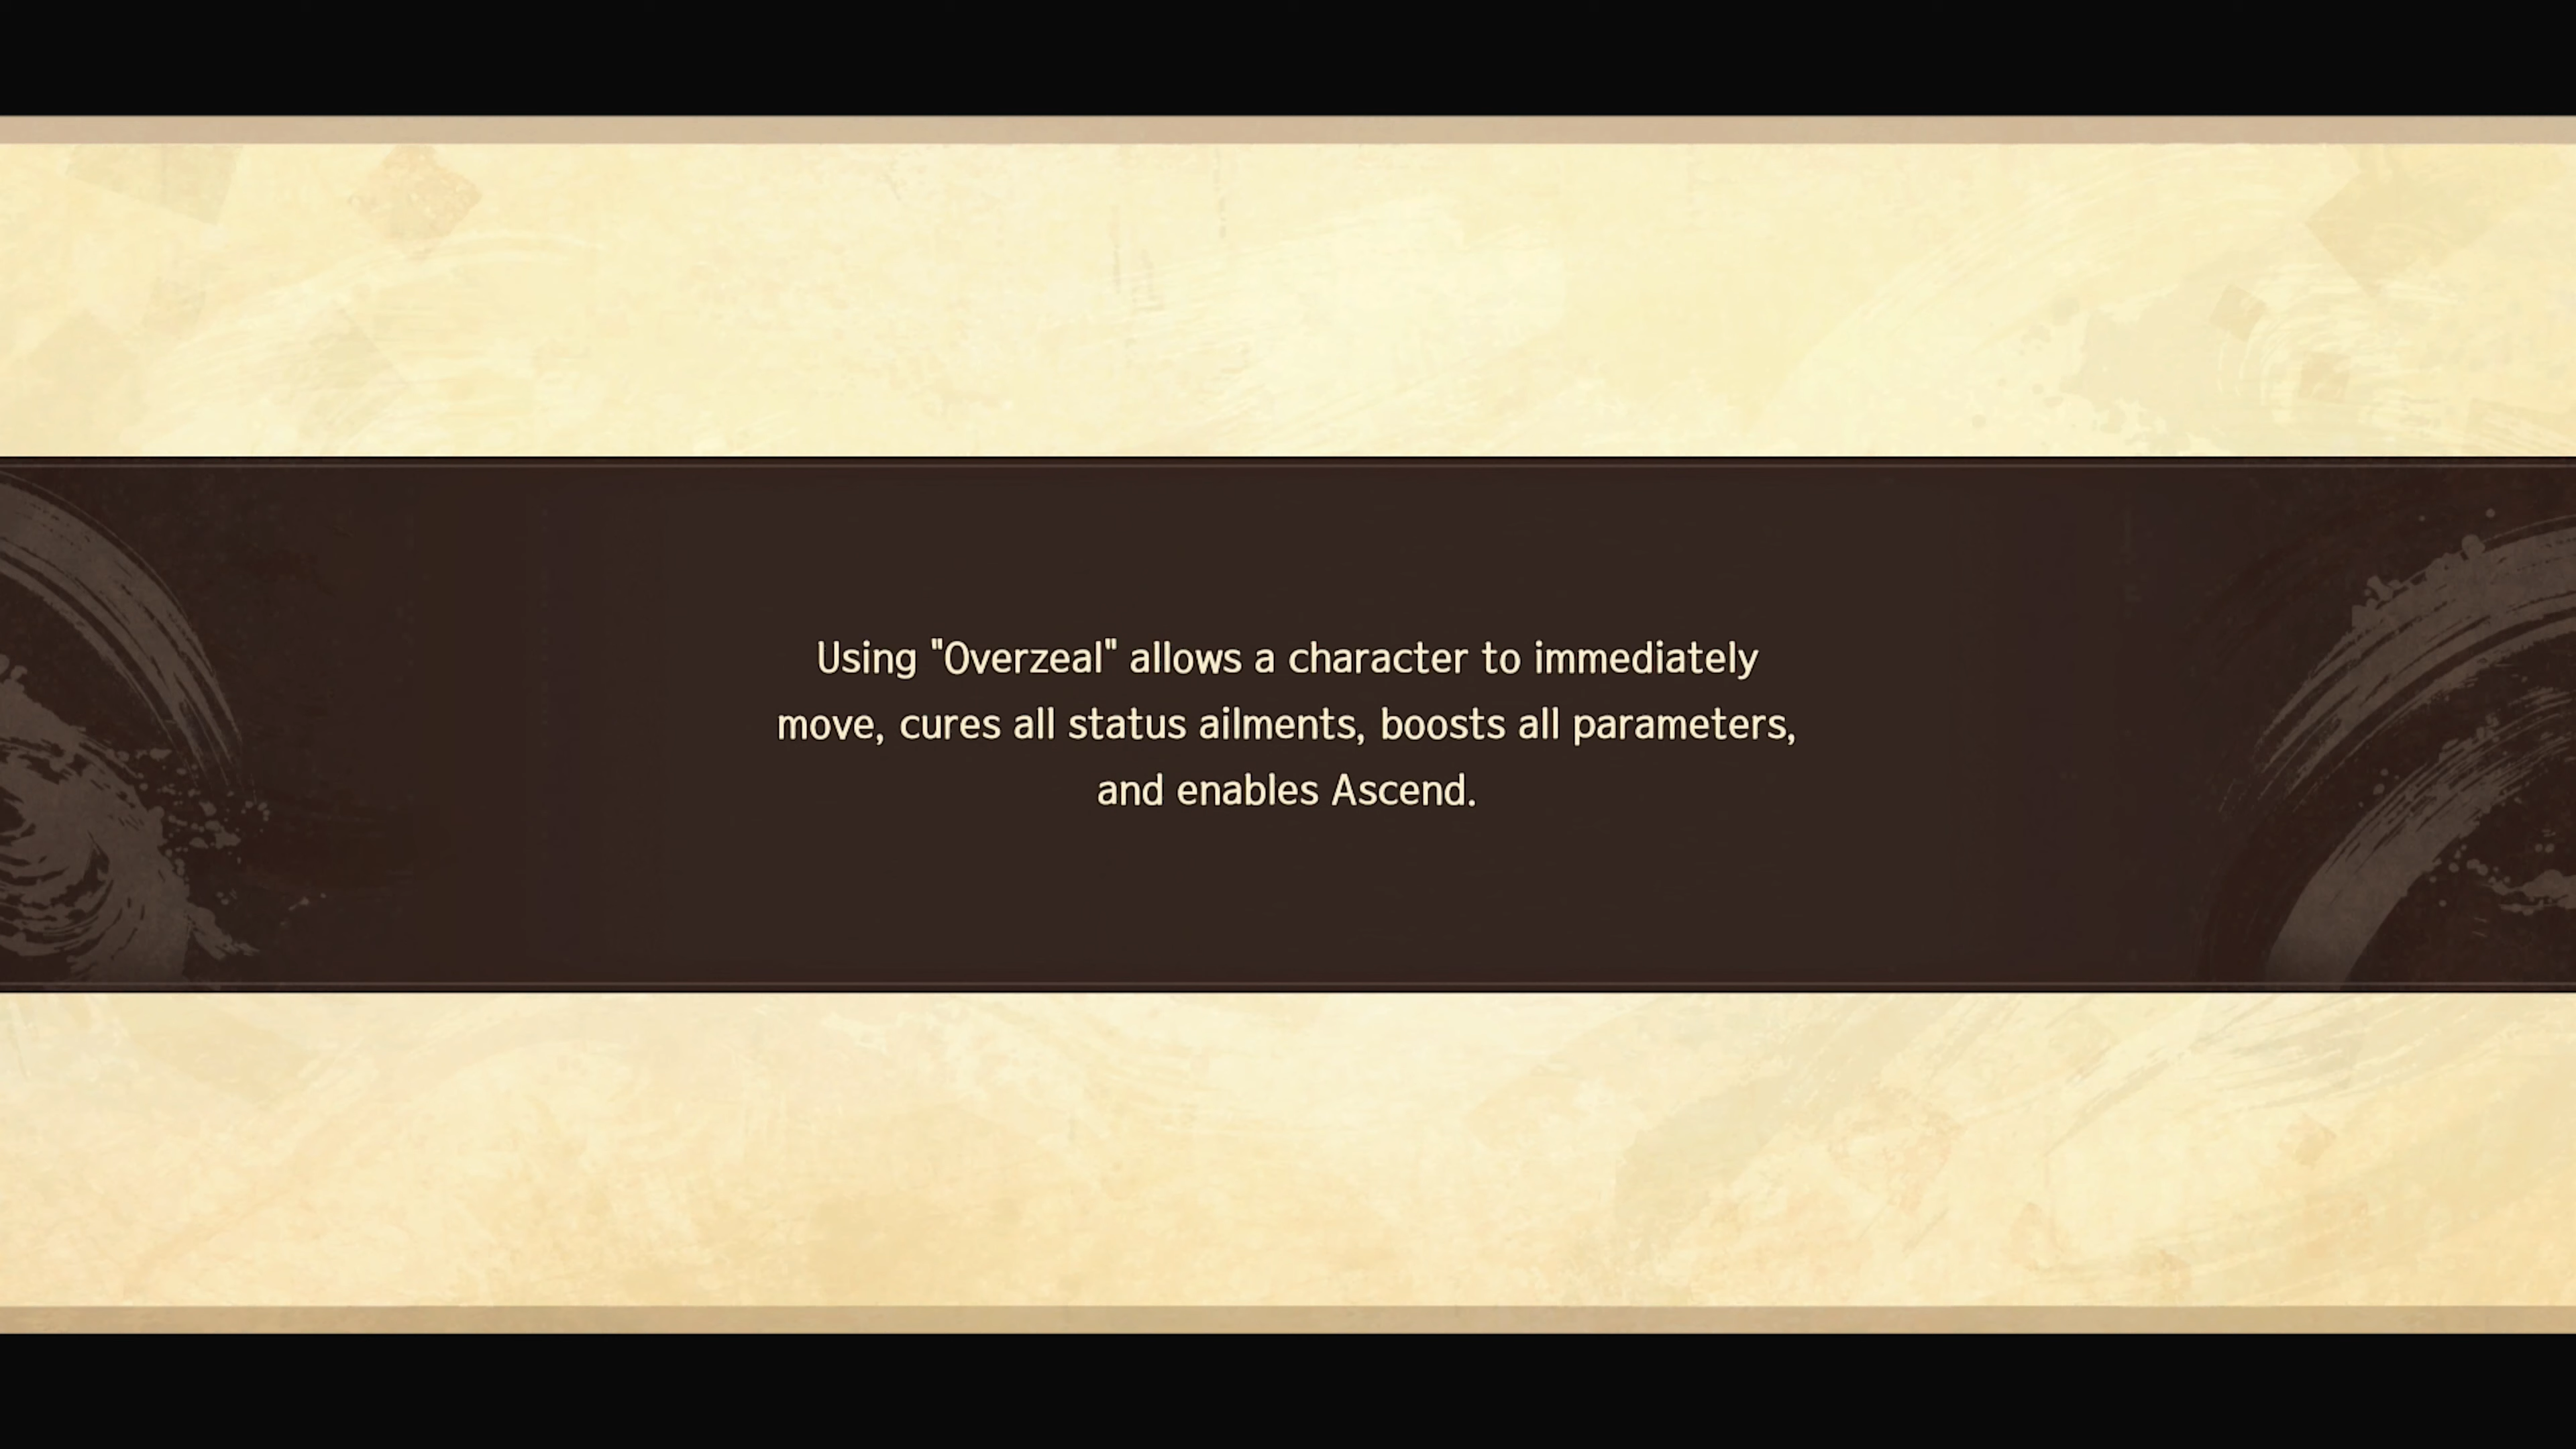 Using "Overzeal" allows a character to immediately
move, cures all status ailments, boosts all parameters,
and enables Ascend.